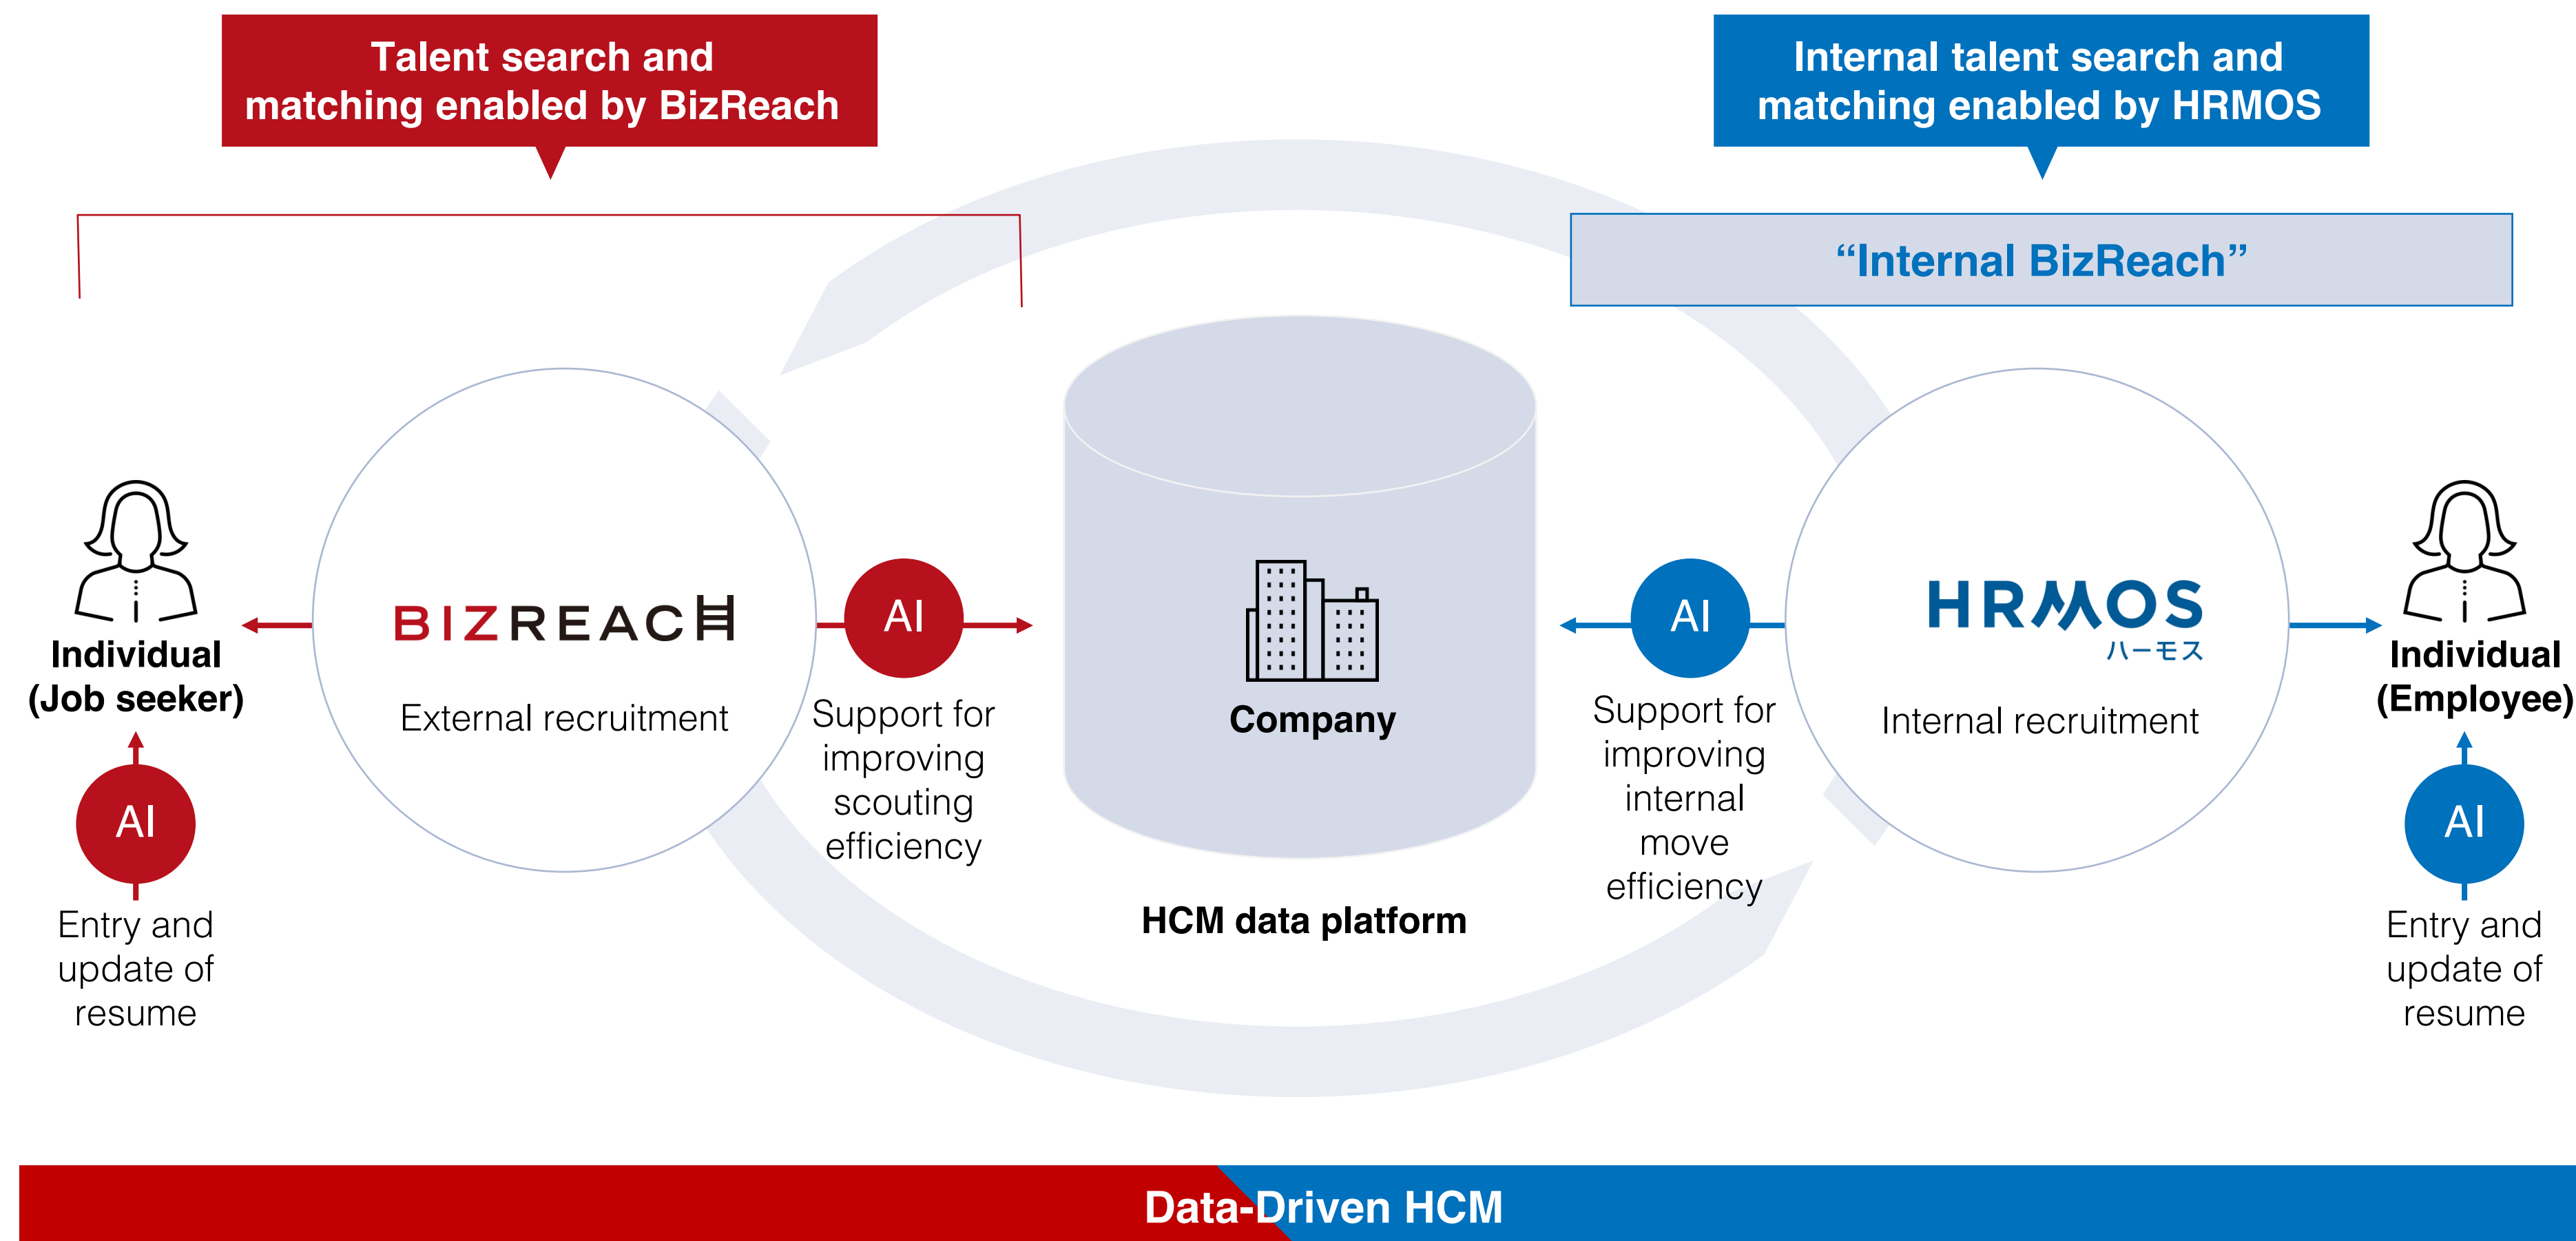 Talent search and
matching enabled by BizReach
Internal talent search and
matching enabled by HRMOS
“Internal BizReach”
Individual
(Job seeker)
AI
Entry and
update of
resume
BIZREACH
External recruitment
AI
Support for
improving
scouting
efficiency
Company
HCM data platform
AI
Support for
improving
internal
move
efficiency
HRMOS
ハーモス
Internal recruitment
Individual
(Employee)
AI
Entry and
update of
resume
Data-Driven HCM